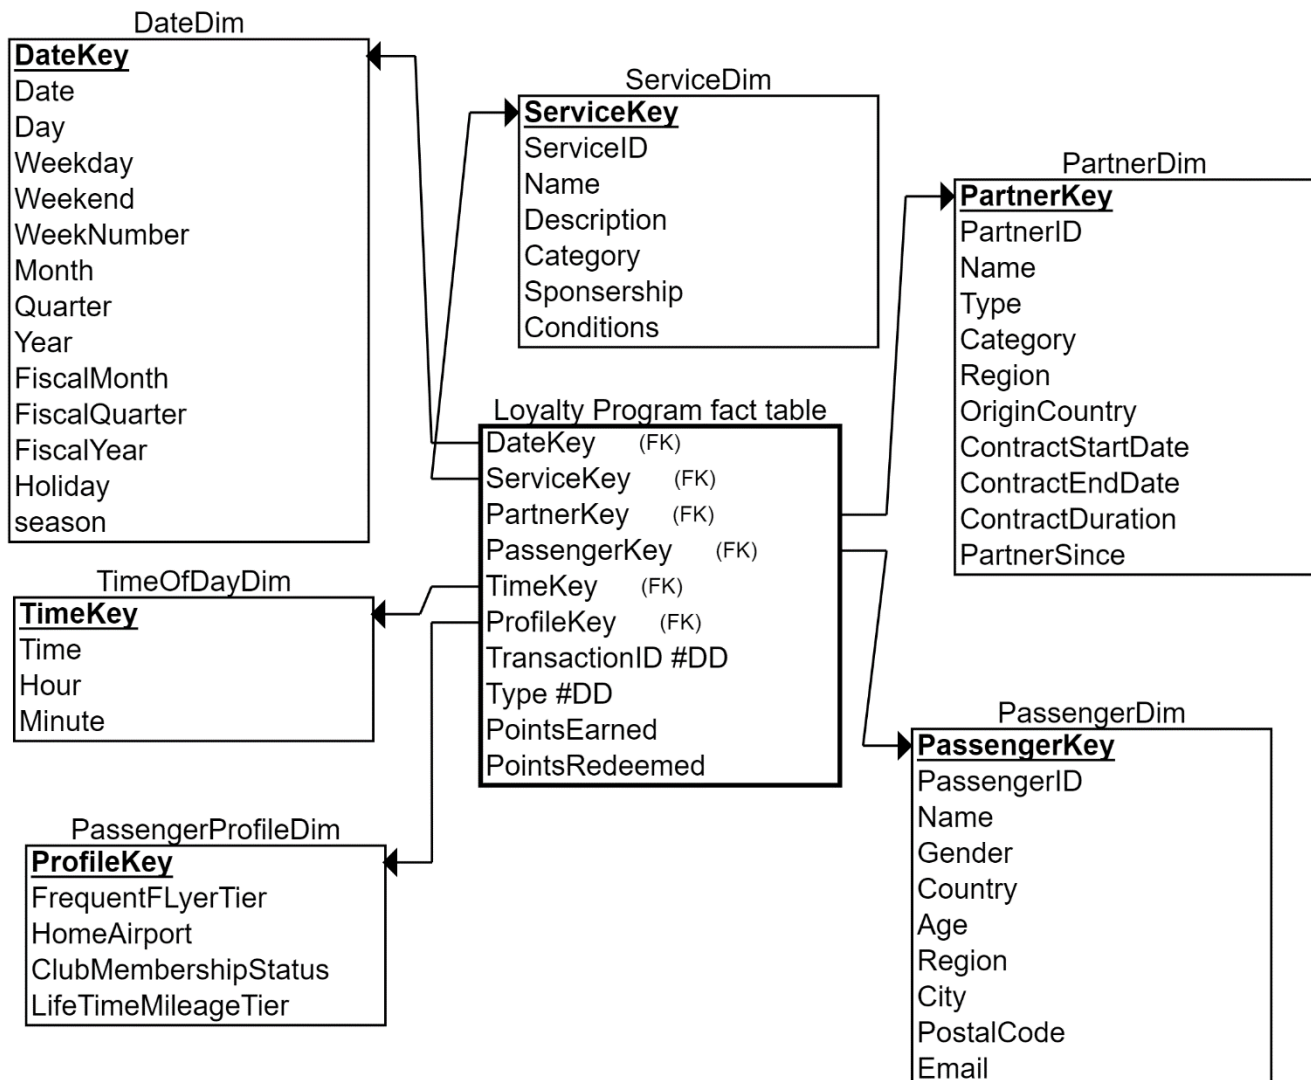 DateDim
DateKey
Date
Day
Weekday
Weekend
WeekNumber
Month
Quarter
Year
FiscalMonth
FiscalQuarter
FiscalYear
Holiday
season
ServiceDim
ServiceKey
ServiceID
Name
Description
Category
Sponsership
Conditions
PartnerDim
PartnerKey
PartnerID
Name
Type
Category
Region
OriginCountry
ContractStartDate
ContractEndDate
ContractDuration
PartnerSince
Loyalty Program fact table
DateKey (FK)
ServiceKey (FK)
PartnerKey (FK)
PassengerKey (FK)
TimeKey (FK)
ProfileKey (FK)
TransactionID #DD
Type #DD
PointsEarned
PointsRedeemed
TimeOfDayDim
TimeKey
Time
Hour
Minute
PassengerProfileDim
ProfileKey
FrequentFLyerTier
HomeAirport
ClubMembershipStatus
LifeTimeMileageTier
PassengerDim
PassengerKey
PassengerID
Name
Gender
Country
Age
Region
City
PostalCode
Email